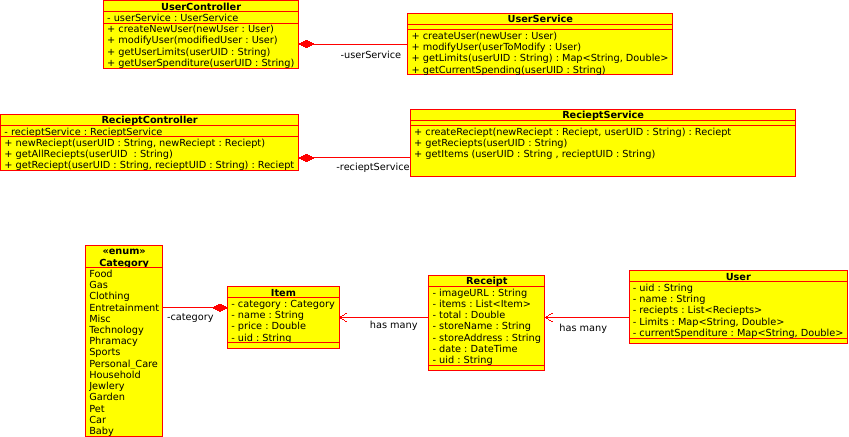 UserController
- userService : UserService
+ createNewUser(newUser : User)
+ modifyUser(modifiedUser : User)
+ getUserLimits(userUID : String)
+ getUserSpenditure(userUID : String)
-userService
UserService
+ createUser(newUser : User)
+ modifyUser(userToModify : User)
+ getLimits(userUID : String) : Map<String, Double>
+ getCurrentSpending(userUID : String)
RecieptController
- recieptService : RecieptService
+ newReciept(userUID : String, newReciept : Reciept)
+ getAllReciepts(userUID  : String)
+ getReciept(userUID : String, recieptUID : String) : Reciept
-recieptService
RecieptService
+ createReciept(newReciept : Reciept, userUID : String) : Reciept
+ getReciepts(userUID : String)
+ getItems (userUID : String , recieptUID : String)
«enum»
Category
Food
Gas
Clothing
Entretainment
Misc
Technology
Phramacy
Sports
Personal_Care
Household
Jewlery
Garden
Pet
Car
Baby
-category
Item
- category : Category
- name : String
- price : Double
- uid : String
has many
Receipt
- imageURL : String
- items : List<Item>
- total : Double
- storeName : String
- storeAddress : String
- date : DateTime
- uid : String
has many
User
- uid : String
- name : String
- reciepts : List<Reciepts>
- Limits : Map<String, Double>
- currentSpenditure : Map<String, Double>